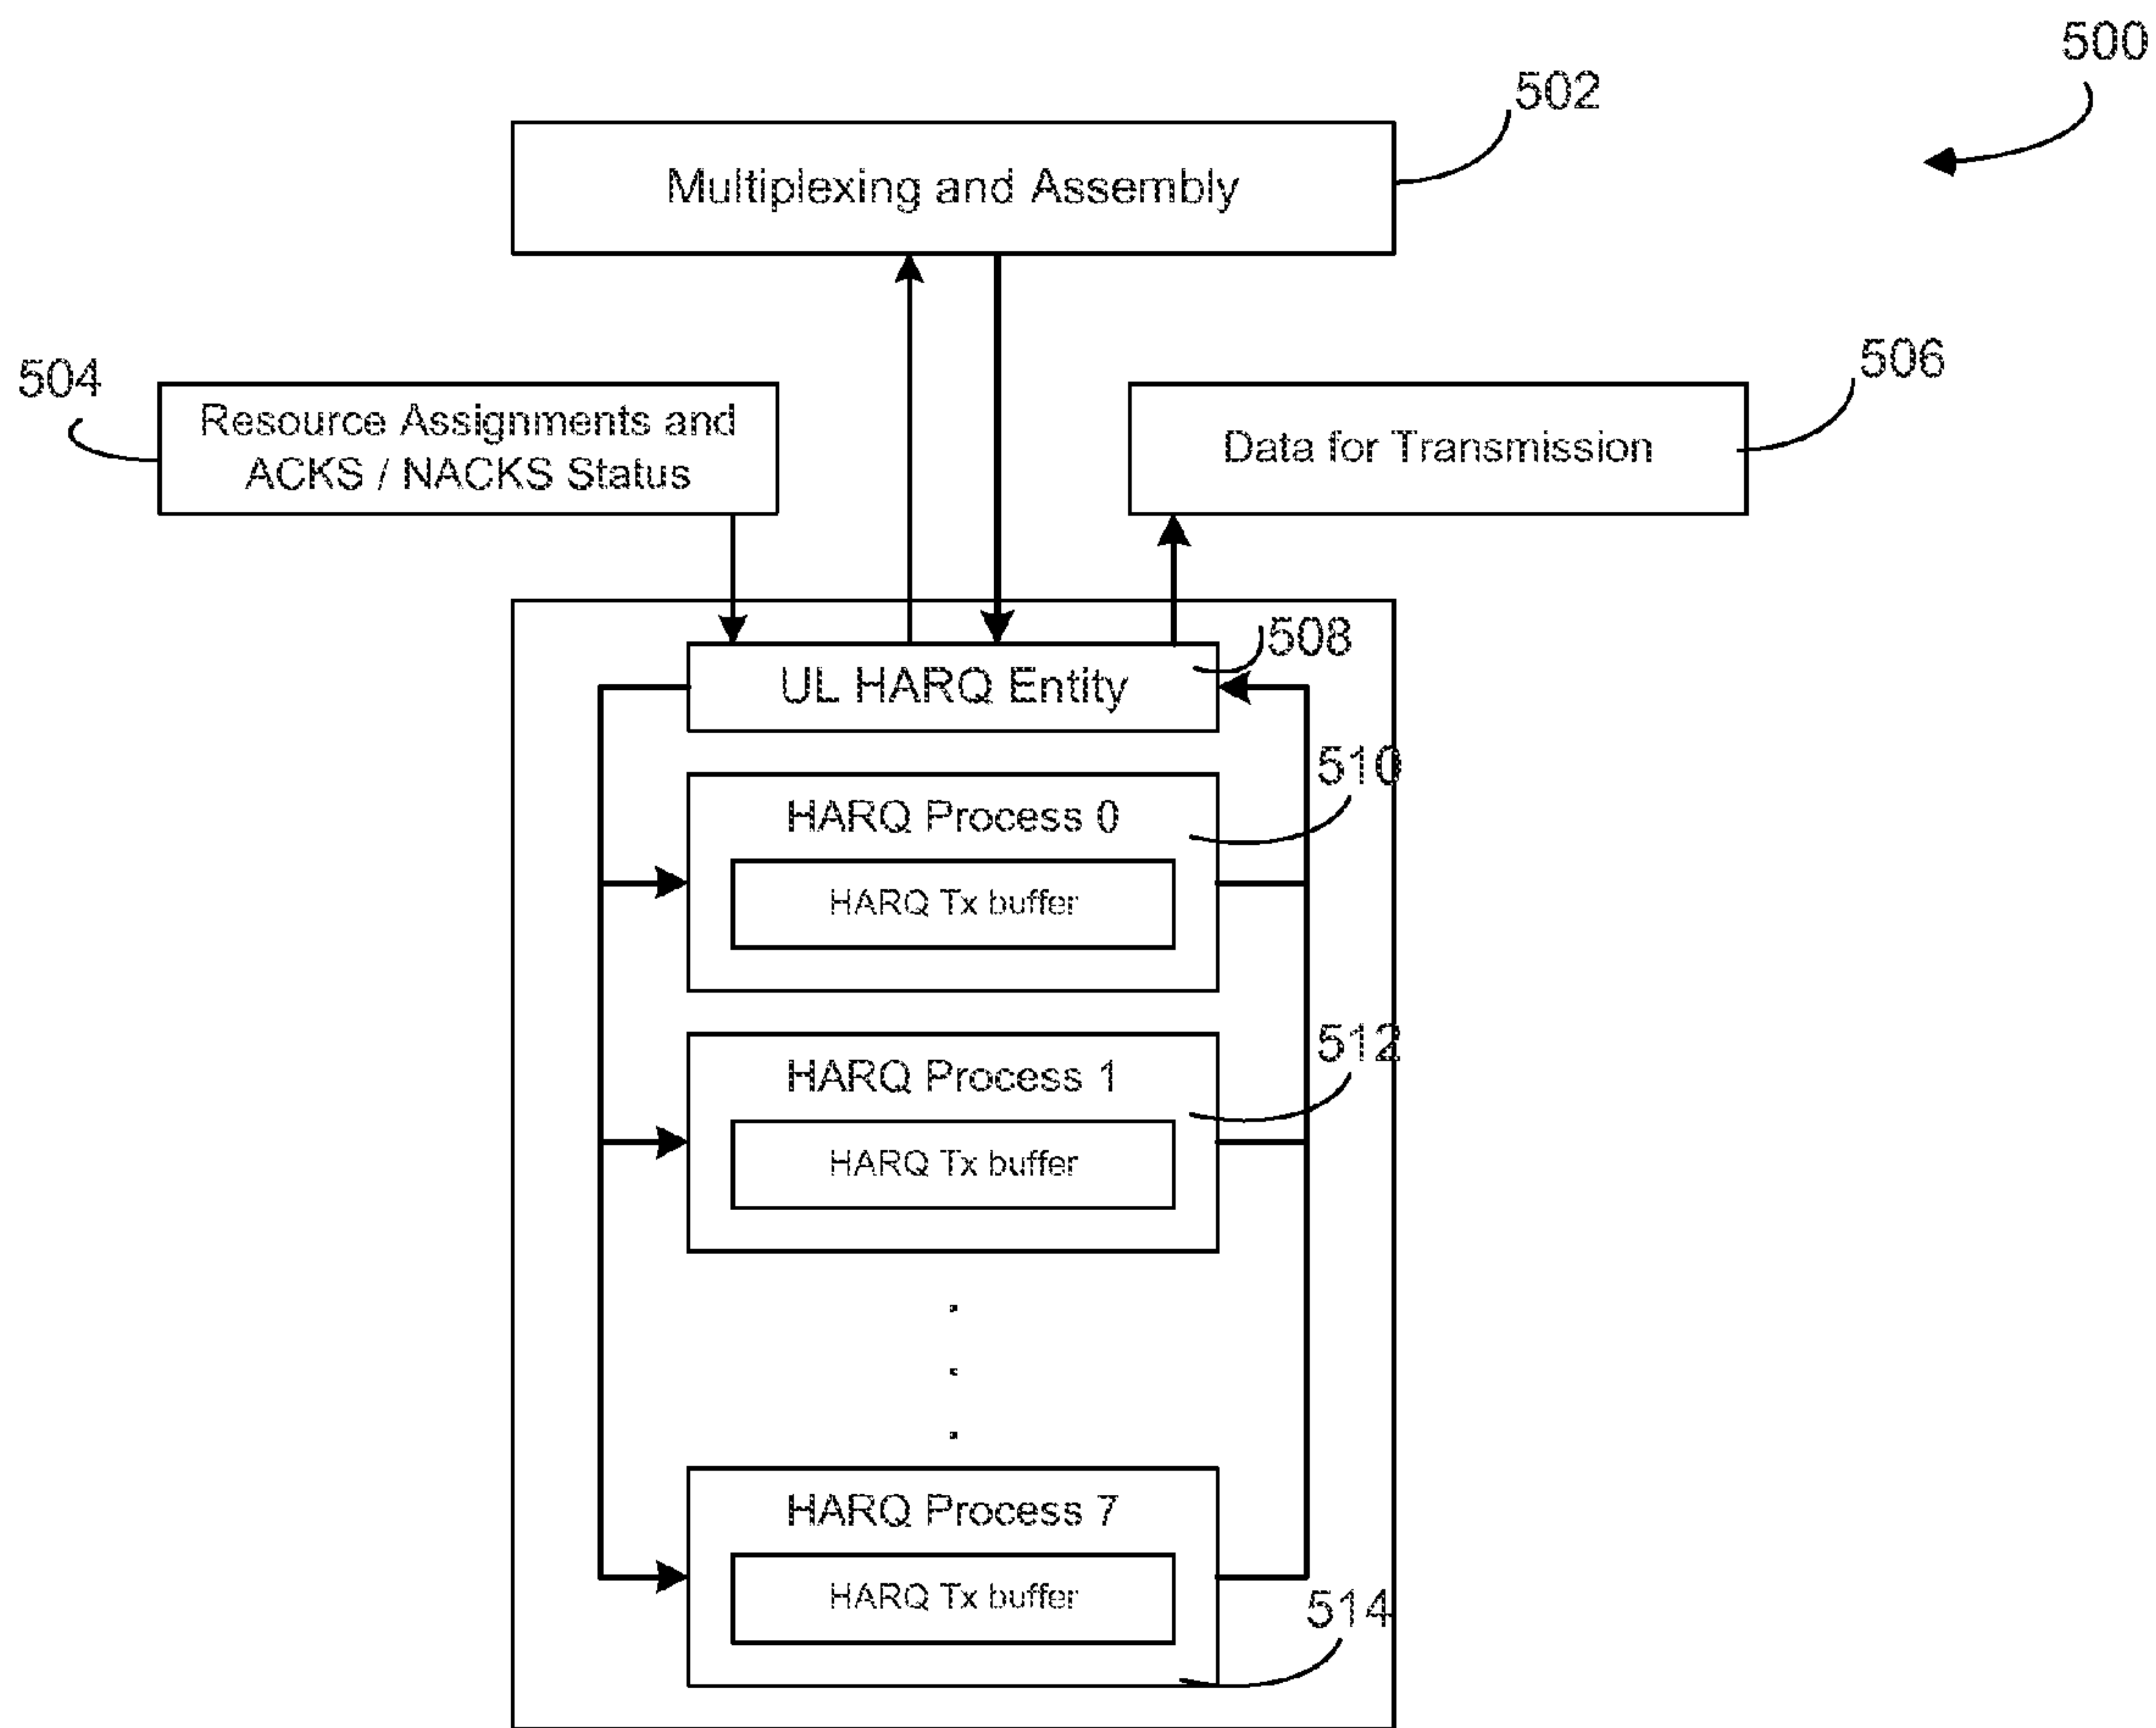 500
502
Multiplexing and Assembly
504
506
Resource Assignments and
ACKS / NACKS Status
Data for Transmission
508
UL HARQ Entity
510
HARQ Process 0
HARQ Tx buffer
512
HARQ Process 1
HARQ Tx buffer
HARQ Process 7
HARQ Tx buffer
514